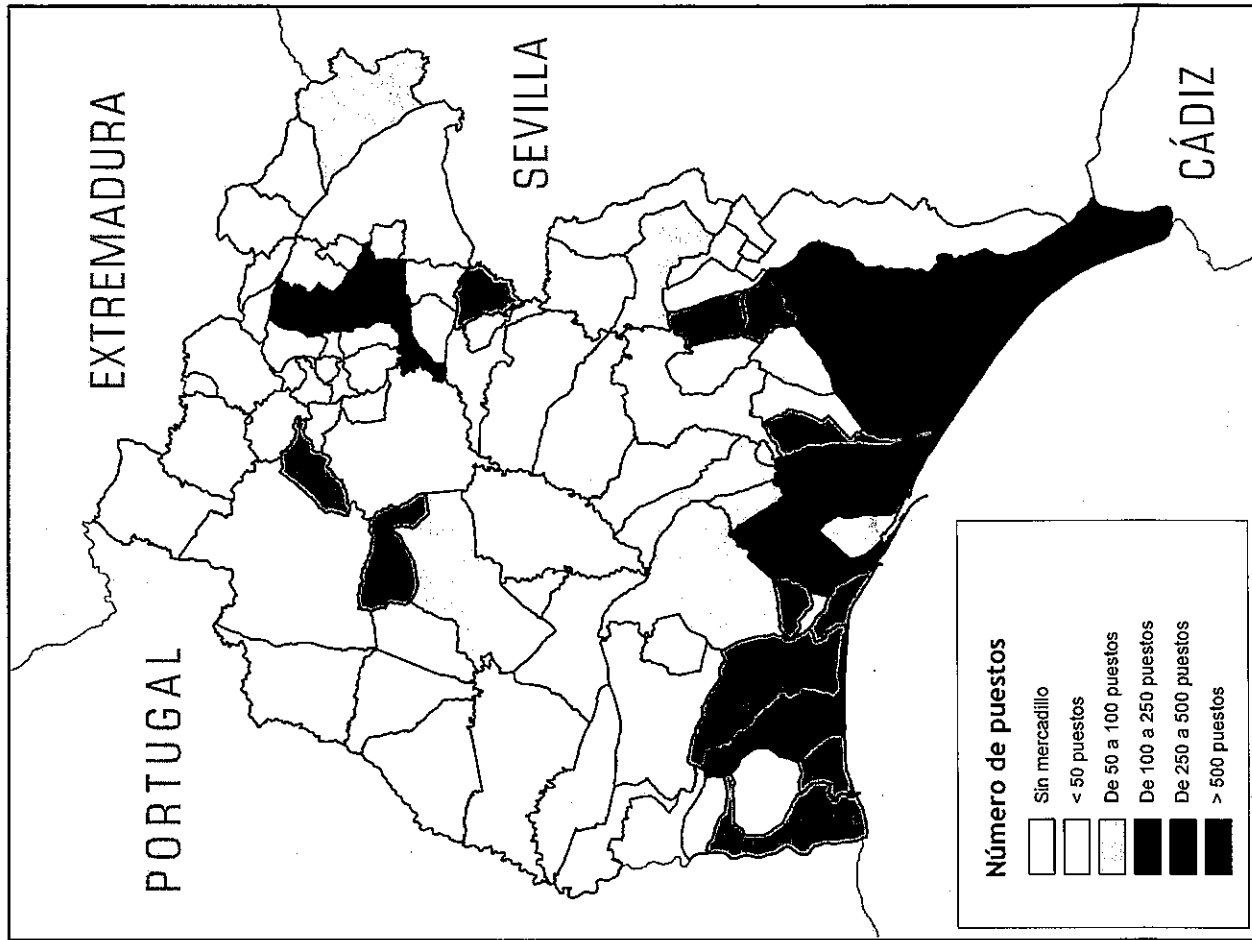 EXTREMADURA
PORTUGAL
SEVILLA
CÁDIZ
Número de puestos
Sin mercadillo
< 50 puestos
De 50 a 100 puestos
De 100 a 250 puestos
De 250 a 500 puestos
> 500 puestos